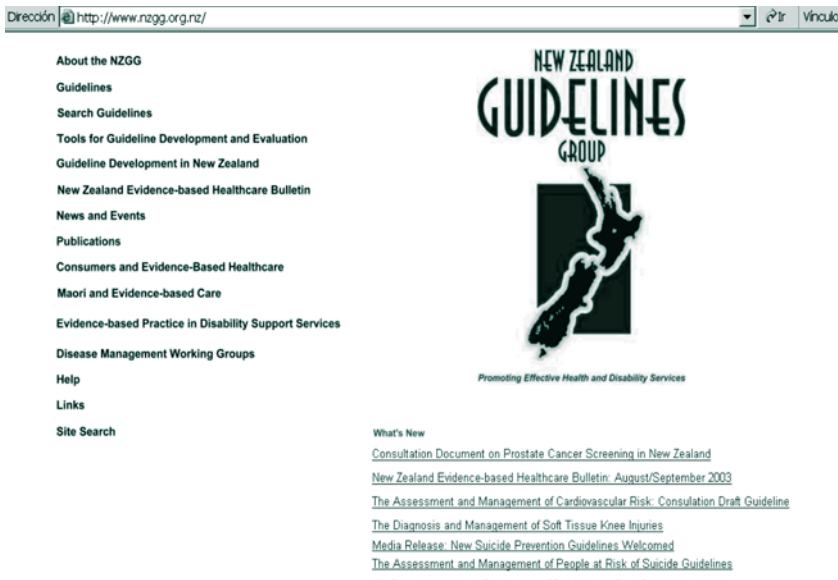 Dirección http://www.nzgg.org.nz/ Ir Vínculo
About the NZGG
Guidelines
Search Guidelines
Tools for Guideline Development and Evaluation
Guideline Development in New Zealand
New Zealand Evidence-based Healthcare Bulletin
News and Events
Publications
Consumers and Evidence-Based Healthcare
Maori and Evidence-based Care
Evidence-based Practice in Disability Support Services
Disease Management Working Groups
Help
Links
Site Search
NEW ZEALAND
GUIDELINES
GROUP
Promoting Effective Health and Disability Services
What's New
Consultation Document on Prostate Cancer Screening in New Zealand
New Zealand Evidence-based Healthcare Bulletin: August/September 2003
The Assessment and Management of Cardiovascular Risk: Consulation Draft Guideline
The Diagnosis and Management of Soft Tissue Knee Injuries
Media Release: New Suicide Prevention Guidelines Welcomed
The Assessment and Management of People at Risk of Suicide Guidelines